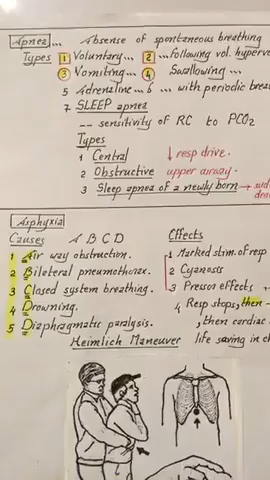 Apnea ... Absence of spontaneous breathing
Types 1 Voluntary... 2 -following vol. hyperve
3 Vomiting... 4 Swallowing ...
5 Adrenaline .. 6 .. with periodic brea
7 SLEEP apnea
-- sensitivity of RC to PCO2
Types
1 Central ↓ resp drive.
2 Obstructive upper airway.
3 Sleep apnea of a newly born → sud
Asphyxia
Causes A B C D Effects
1 Air way obstruction. 1 Marked stim. of resp
2 Bilateral pneumothorax. 2 Cyanosis
3 Closed system breathing. 3 Pressor effects
4 Drowning. 4 Resp stops, then
5 Diaphragmatic paralysis. , then cardiac
Heimlich Maneuver life saving in ch